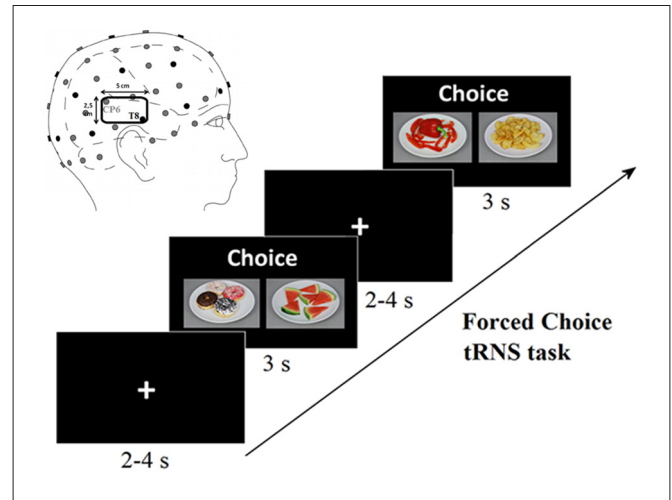 5 cm
2,5
cm
CP6
T8
Choice
3 s
+
2-4 s
Choice
3 s
+
2-4 s
Forced Choice
tRNS task